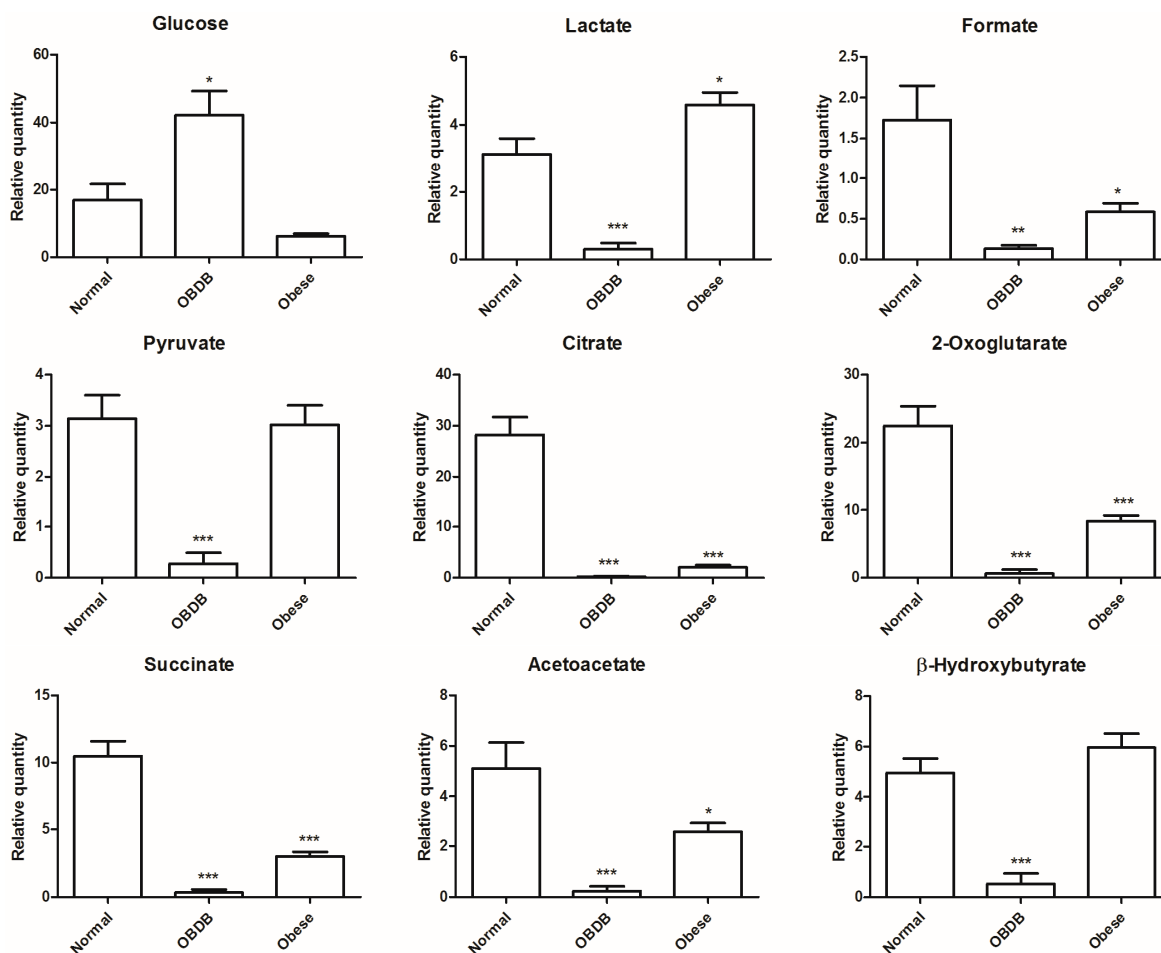 Glucose
Relative quantity
60
40
20
0
*
Normal
OBDB
Obese
Lactate
Relative quantity
6
4
2
0
***
*
Normal
OBDB
Obese
Formate
Relative quantity
2.5
2.0
1.5
1.0
0.5
0.0
**
*
Normal
OBDB
Obese
Pyruvate
Relative quantity
4
3
2
1
0
***
Normal
OBDB
Obese
Citrate
Relative quantity
40
30
20
10
0
***
***
Normal
OBDB
Obese
2-Oxoglutarate
Relative quantity
30
20
10
0
***
***
Normal
OBDB
Obese
Succinate
Relative quantity
15
10
5
0
***
***
Normal
OBDB
Obese
Acetoacetate
Relative quantity
8
6
4
2
0
***
*
Normal
OBDB
Obese
β-Hydroxybutyrate
Relative quantity
8
6
4
2
0
***
Normal
OBDB
Obese